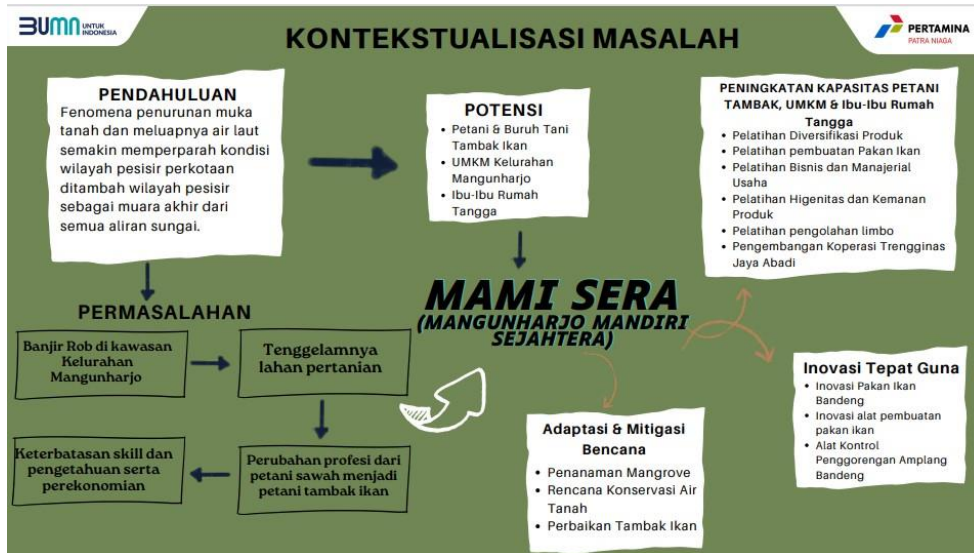 BUMN UNTUK
INDONESIA
KONTEKSTUALISASI MASALAH
PERTAMINA
PATRA NIAGA
PENDAHULUAN
Fenomena penurunan muka
tanah dan meluapnya air laut
semakin memperparah kondisi
wilayah pesisir perkotaan
ditambah wilayah pesisir
sebagai muara akhir dari
semua aliran sungai.
POTENSI
• Petani & Buruh Tani
Tambak Ikan
• UMKM Kelurahan
Mangunharjo
• Ibu-Ibu Rumah
Tangga
PENINGKATAN KAPASITAS PETANI
TAMBAK, UMKM & Ibu-Ibu Rumah
Tangga
• Pelatihan Diversifikasi Produk
• Pelatihan pembuatan Pakan Ikan
• Pelatihan Bisnis dan Manajerial
Usaha
• Pelatihan Higenitas dan Kemanan
Produk
• Pelatihan pengolahan limbo
• Pengembangan Koperasi Trengginas
Jaya Abadi
PERMASALAHAN
Banjir Rob di kawasan
Kelurahan
Mangunharjo
Tenggelamnya
lahan pertanian
Perubahan profesi dari
petani sawah menjadi
petani tambak ikan
Keterbatasan skill dan
pengetahuan serta
perekonomian
MAMI SERA
(MANGUNHARJO MANDIRI
SEJAHTERA)
Adaptasi & Mitigasi
Bencana
• Penanaman Mangrove
• Rencana Konservasi Air
Tanah
• Perbaikan Tambak Ikan
Inovasi Tepat Guna
• Inovasi Pakan Ikan
Bandeng
• Inovasi alat pembuatan
pakan ikan
• Alat Kontrol
Penggorengan Amplang
Bandeng